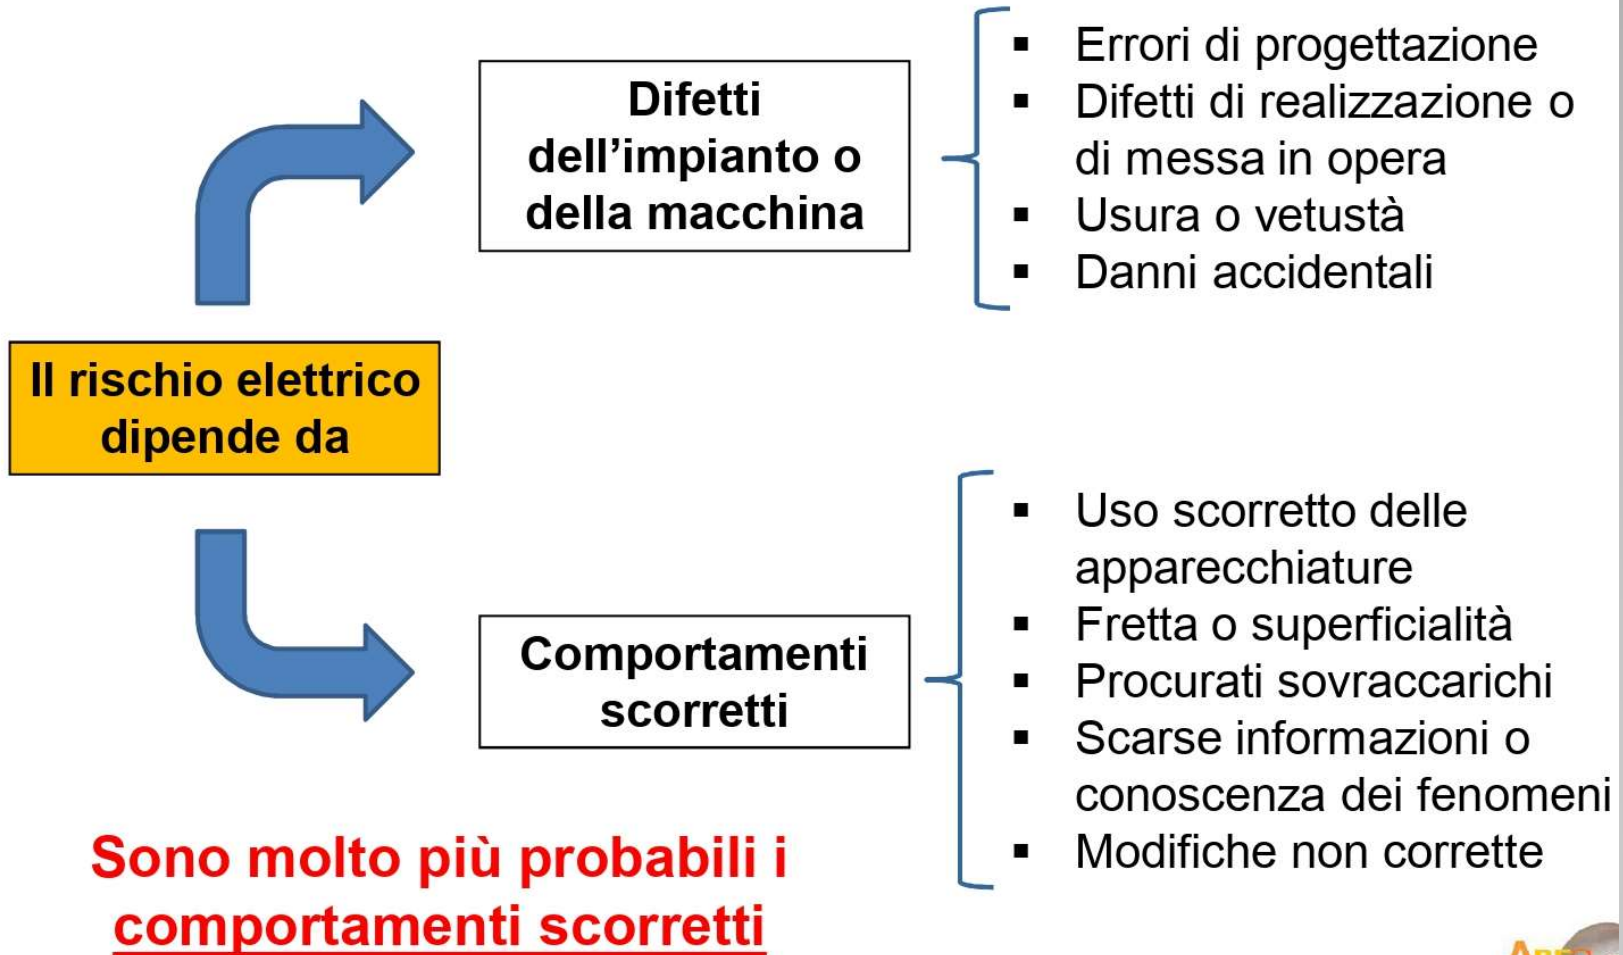 Difetti
dell’impianto o
della macchina
▪ Errori di progettazione
▪ Difetti di realizzazione o
di messa in opera
▪ Usura o vetustà
▪ Danni accidentali
Il rischio elettrico
dipende da
Comportamenti
scorretti
▪ Uso scorretto delle
apparecchiature
▪ Fretta o superficialità
▪ Procurati sovraccarichi
▪ Scarse informazioni o
conoscenza dei fenomeni
▪ Modifiche non corrette
Sono molto più probabili i
comportamenti scorretti